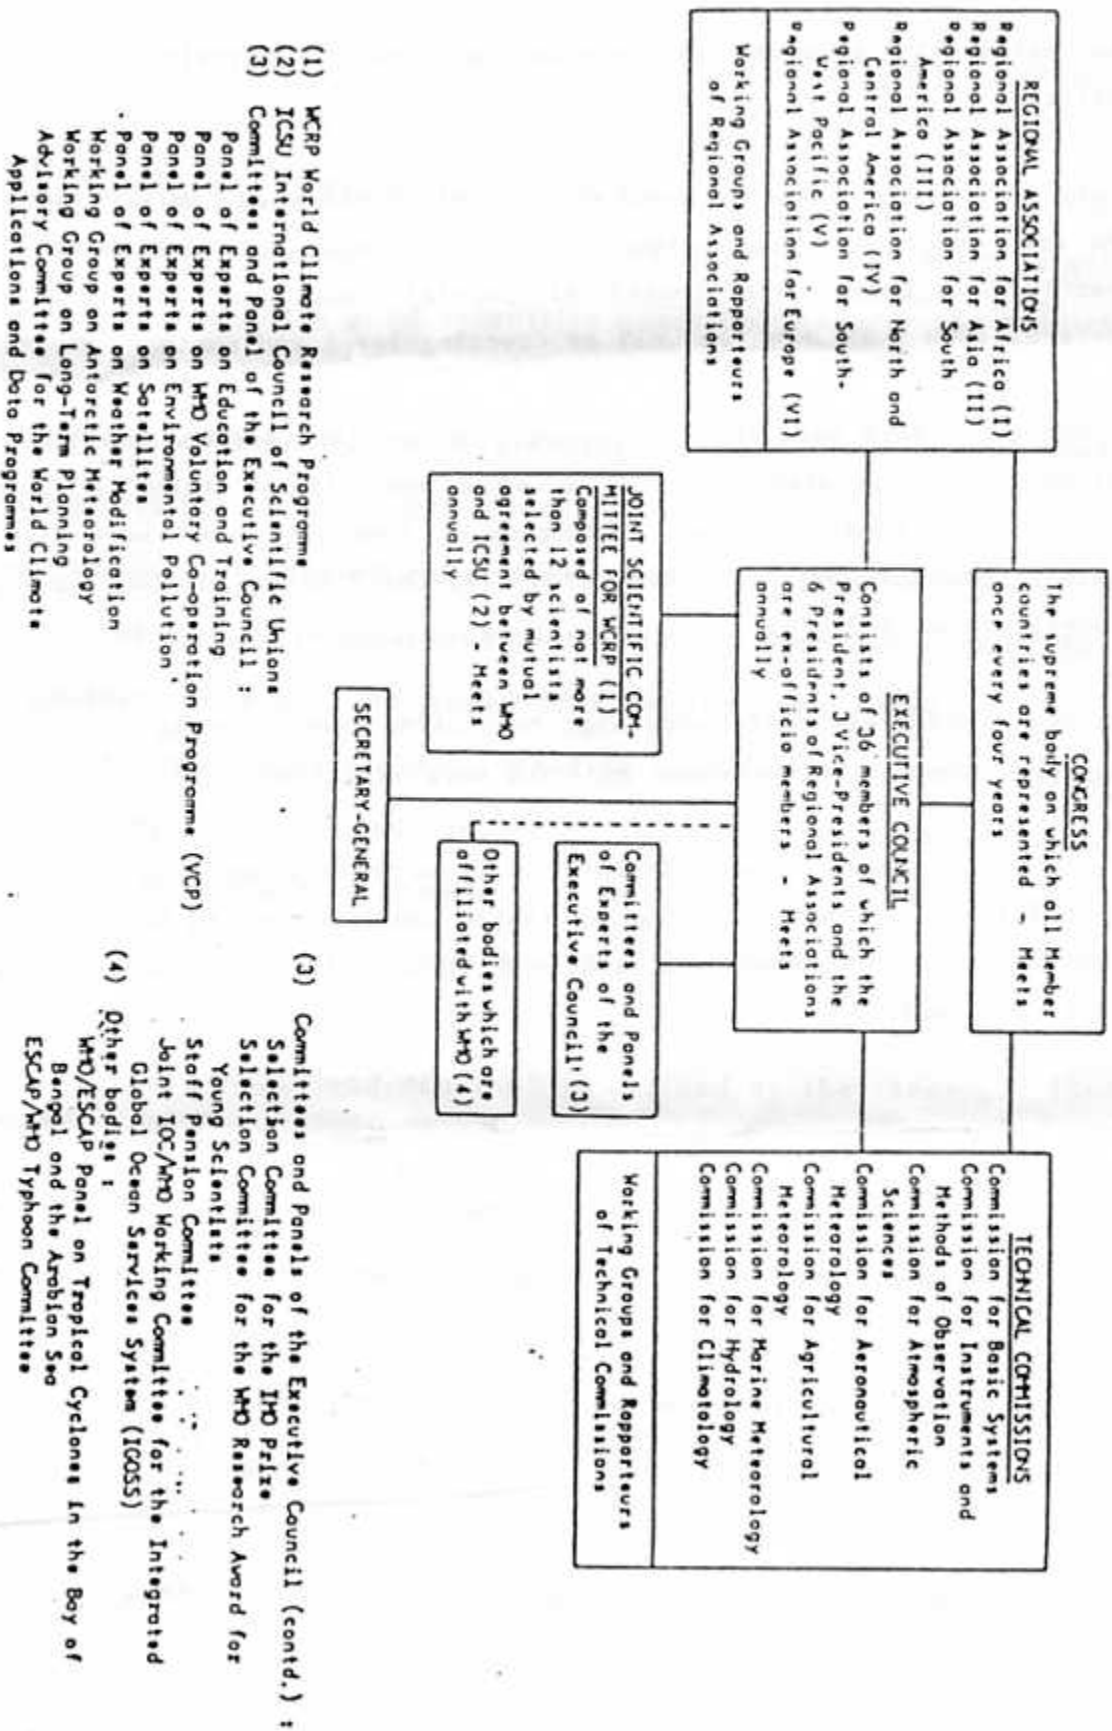 CONGRESS
The supreme body on which all Member
countries are represented - Meets
once every four years
REGIONAL ASSOCIATIONS
Regional Association for Africa (I)
Regional Association for Asia (II)
Regional Association for South
America (III)
Regional Association for North and
Central America (IV)
Regional Association for South-
West Pacific (V)
Regional Association for Europe (VI)
Working Groups and Rapporteurs
of Regional Associations
EXECUTIVE COUNCIL
Consists of 36 members of which the
President, 3 Vice-Presidents and the
6 Presidents of Regional Associations
are ex-officio members - Meets
annually
TECHNICAL COMMISSIONS
Commission for Basic Systems
Commission for Instruments and
Methods of Observation
Commission for Atmospheric
Sciences
Commission for Aeronautical
Meteorology
Commission for Agricultural
Meteorology
Commission for Marine Meteorology
Commission for Hydrology
Commission for Climatology
Working Groups and Rapporteurs
of Technical Commissions
JOINT SCIENTIFIC COM-
MITTEE FOR WCRP (1)
Composed of not more
than 12 scientists
selected by mutual
agreement between WMO
and ICSU (2) - Meets
annually
Committees and Panels
of Experts of the
Executive Council (3)
Other bodies which are
affiliated with WMO (4)
SECRETARY-GENERAL
(1) WCRP World Climate Research Programme
(2) ICSU International Council of Scientific Unions
(3) Committees and Panel of the Executive Council :
Panel of Experts on Education and Training
Panel of Experts on WMO Voluntary Co-operation Programme (VCP)
Panel of Experts on Environmental Pollution
Panel of Experts on Satellites
Panel of Experts on Weather Modification
Working Group on Antarctic Meteorology
Working Group on Long-Term Planning
Advisory Committee for the World Climate
Applications and Data Programmes
(3) Committees and Panels of the Executive Council (contd.) :
Selection Committee for the IMO Prize
Selection Committee for the WMO Research Award for
Young Scientists
Staff Pension Committee
Joint IOC/WMO Working Committee for the Integrated
Global Ocean Services System (IGOSS)
(4) Other bodies :
WMO/ESCAP Panel on Tropical Cyclones in the Bay of
Bengal and the Arabian Sea
ESCAP/WMO Typhoon Committee